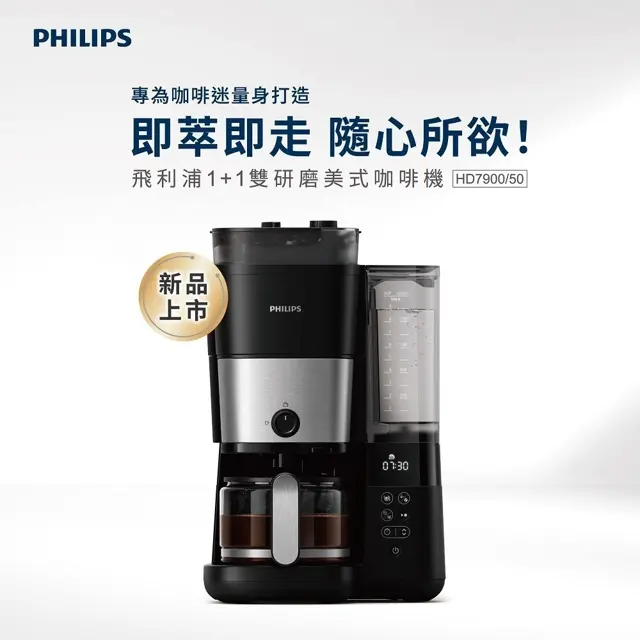 PHILIPS
專為咖啡迷量身打造
即萃即走 隨心所欲!
飛利浦1+1雙研磨美式咖啡機 HD7900/50
新品
上市
PHILIPS
07:30